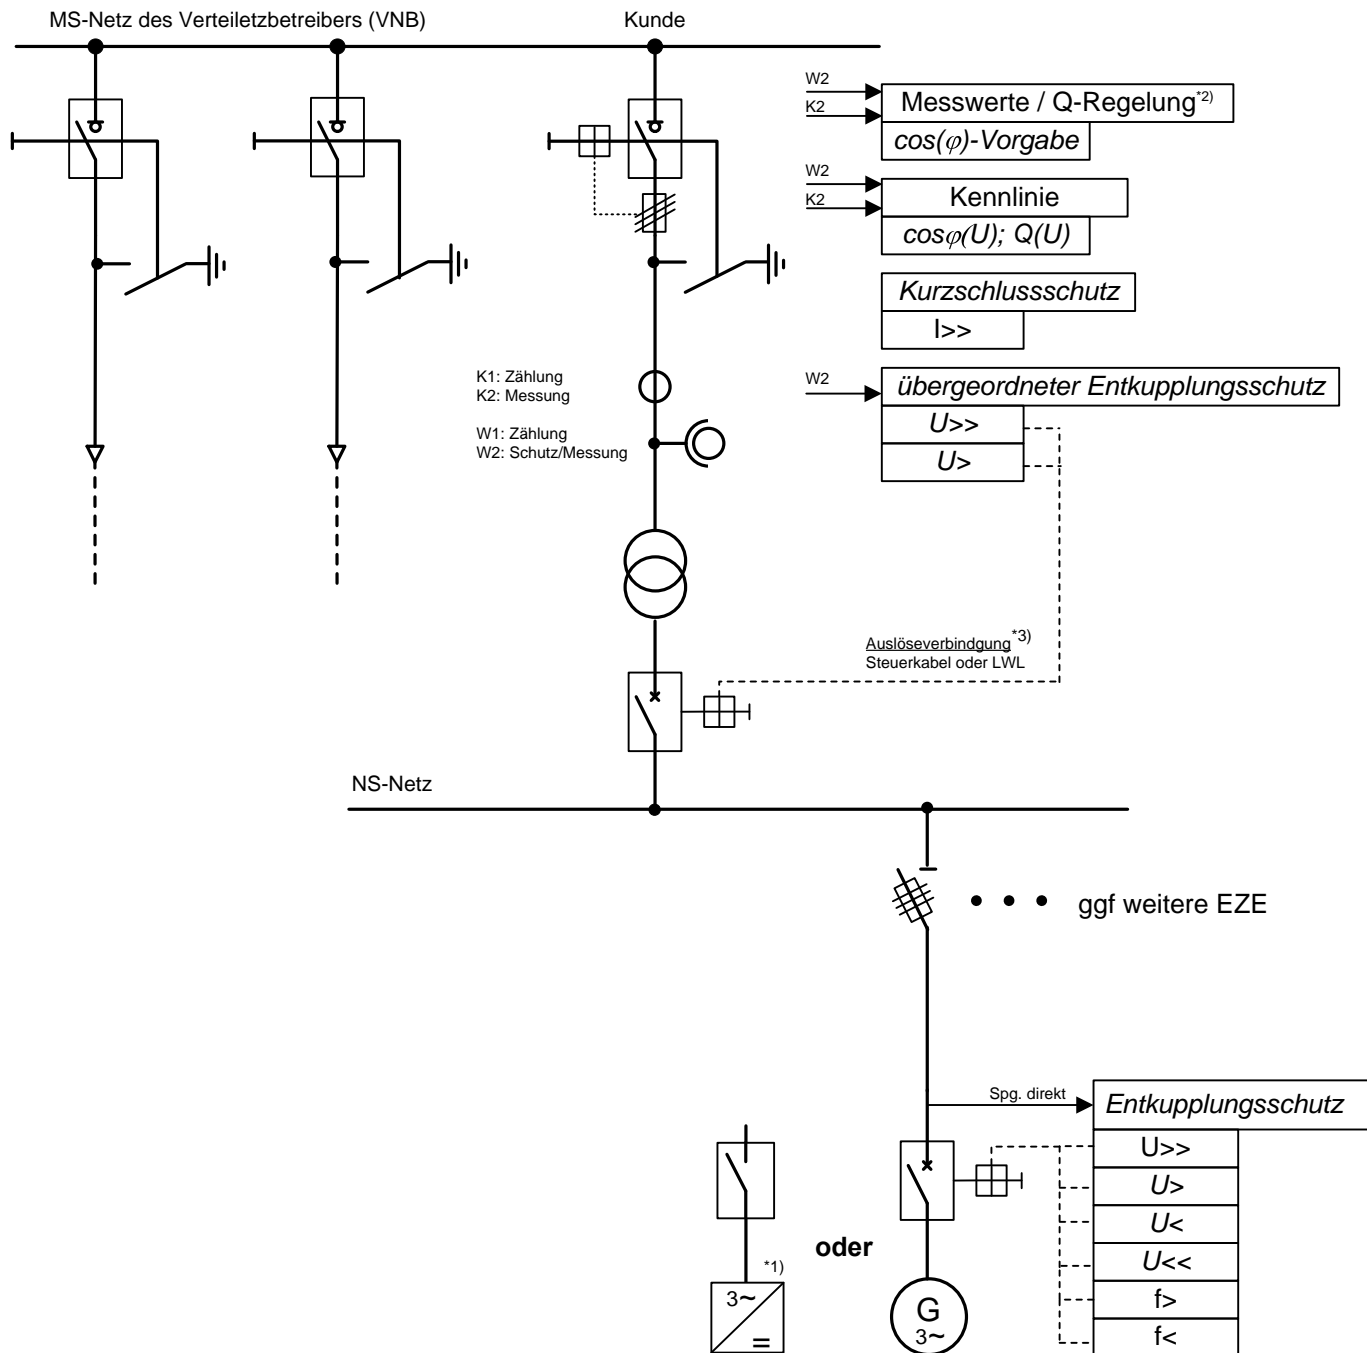 MS-Netz des Verteiletzbetreibers (VNB)
Kunde
W2
K2
Messwerte / Q-Regelung*2)
cos(φ)-Vorgabe
W2
K2
Kennlinie
cosφ(U); Q(U)
Kurzschlussschutz
I>>
K1: Zählung
K2: Messung
W1: Zählung
W2: Schutz/Messung
W2
übergeordneter Entkupplungsschutz
U>>
U>
Auslöseverbindgung*3)
Steuerkabel oder LWL
NS-Netz
ggf weitere EZE
Spg. direkt
Entkupplungsschutz
U>>
U>
U<
U<<
f>
f<
oder
*1)
3~
=
G
3~